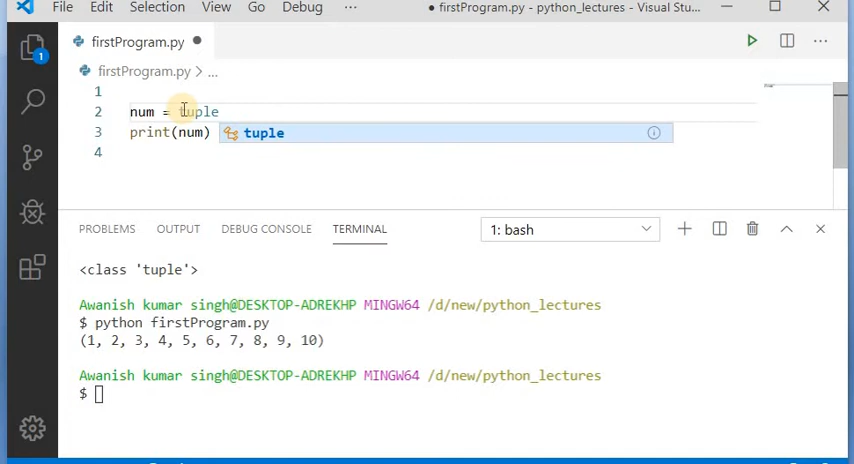 File Edit Selection View Go Debug ··· ● firstProgram.py - python_lectures - Visual Stu...
firstProgram.py ●
1
firstProgram.py > ...
1
2 num = tuple
3 print(num) tuple
4
PROBLEMS OUTPUT DEBUG CONSOLE TERMINAL 1: bash
<class 'tuple'>
Awanish kumar singh@DESKTOP-ADREKHP MINGW64 /d/new/python_lectures
$ python firstProgram.py
(1, 2, 3, 4, 5, 6, 7, 8, 9, 10)
Awanish kumar singh@DESKTOP-ADREKHP MINGW64 /d/new/python_lectures
$